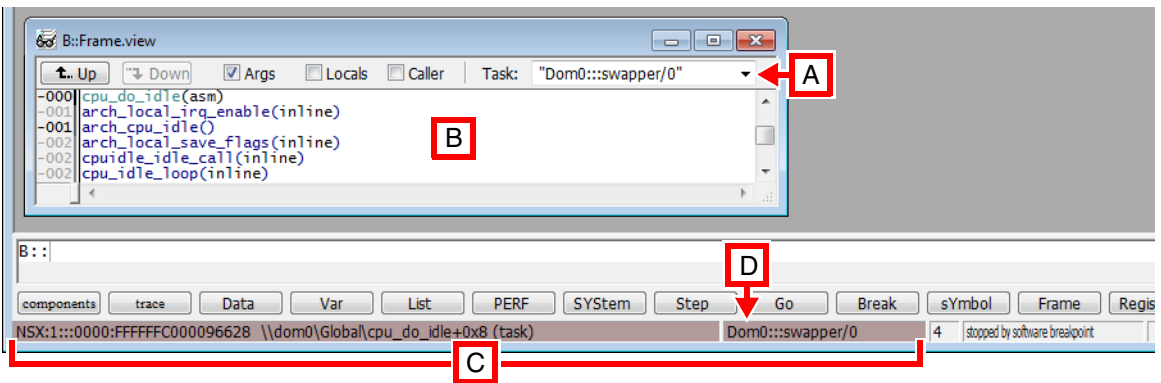 B::Frame.view
Up Down Args Locals Caller Task: "Dom0:::swapper/0" A
-000 cpu_do_idle(asm)
-001 arch_local_irq_enable(inline)
-001 arch_cpu_idle()
-002 arch_local_save_flags(inline)
-002 cpuidle_idle_call(inline)
-002 cpu_idle_loop(inline)
B
B::
D
components trace Data Var List PERF SYStem Step Go Break sYmbol Frame Regis
NSX:1:::0000:FFFFFFC000096628 \\dom0\Global\cpu_do_idle+0x8 (task) Dom0:::swapper/0 4 stopped by software breakpoint
C